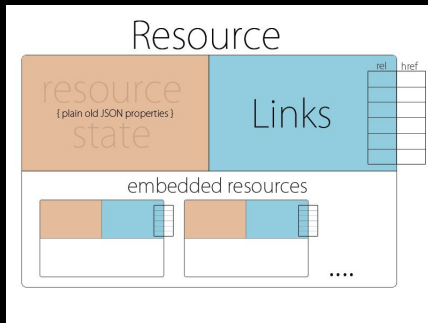 Resource
rel href
resource
{ plain old JSON properties }
state
Links
embedded resources
....